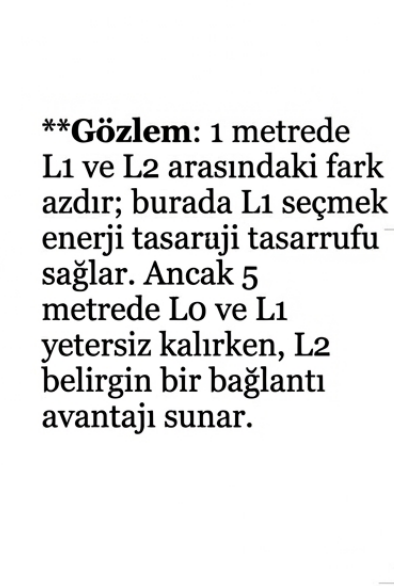 **Gözlem: 1 metrede
L1 ve L2 arasındaki fark
azdır; burada L1 seçmek
enerji tasaruji tasarrufu
sağlar. Ancak 5
metrede L0 ve L1
yetersiz kalırken, L2
belirgin bir bağlantı
avantajı sunar.